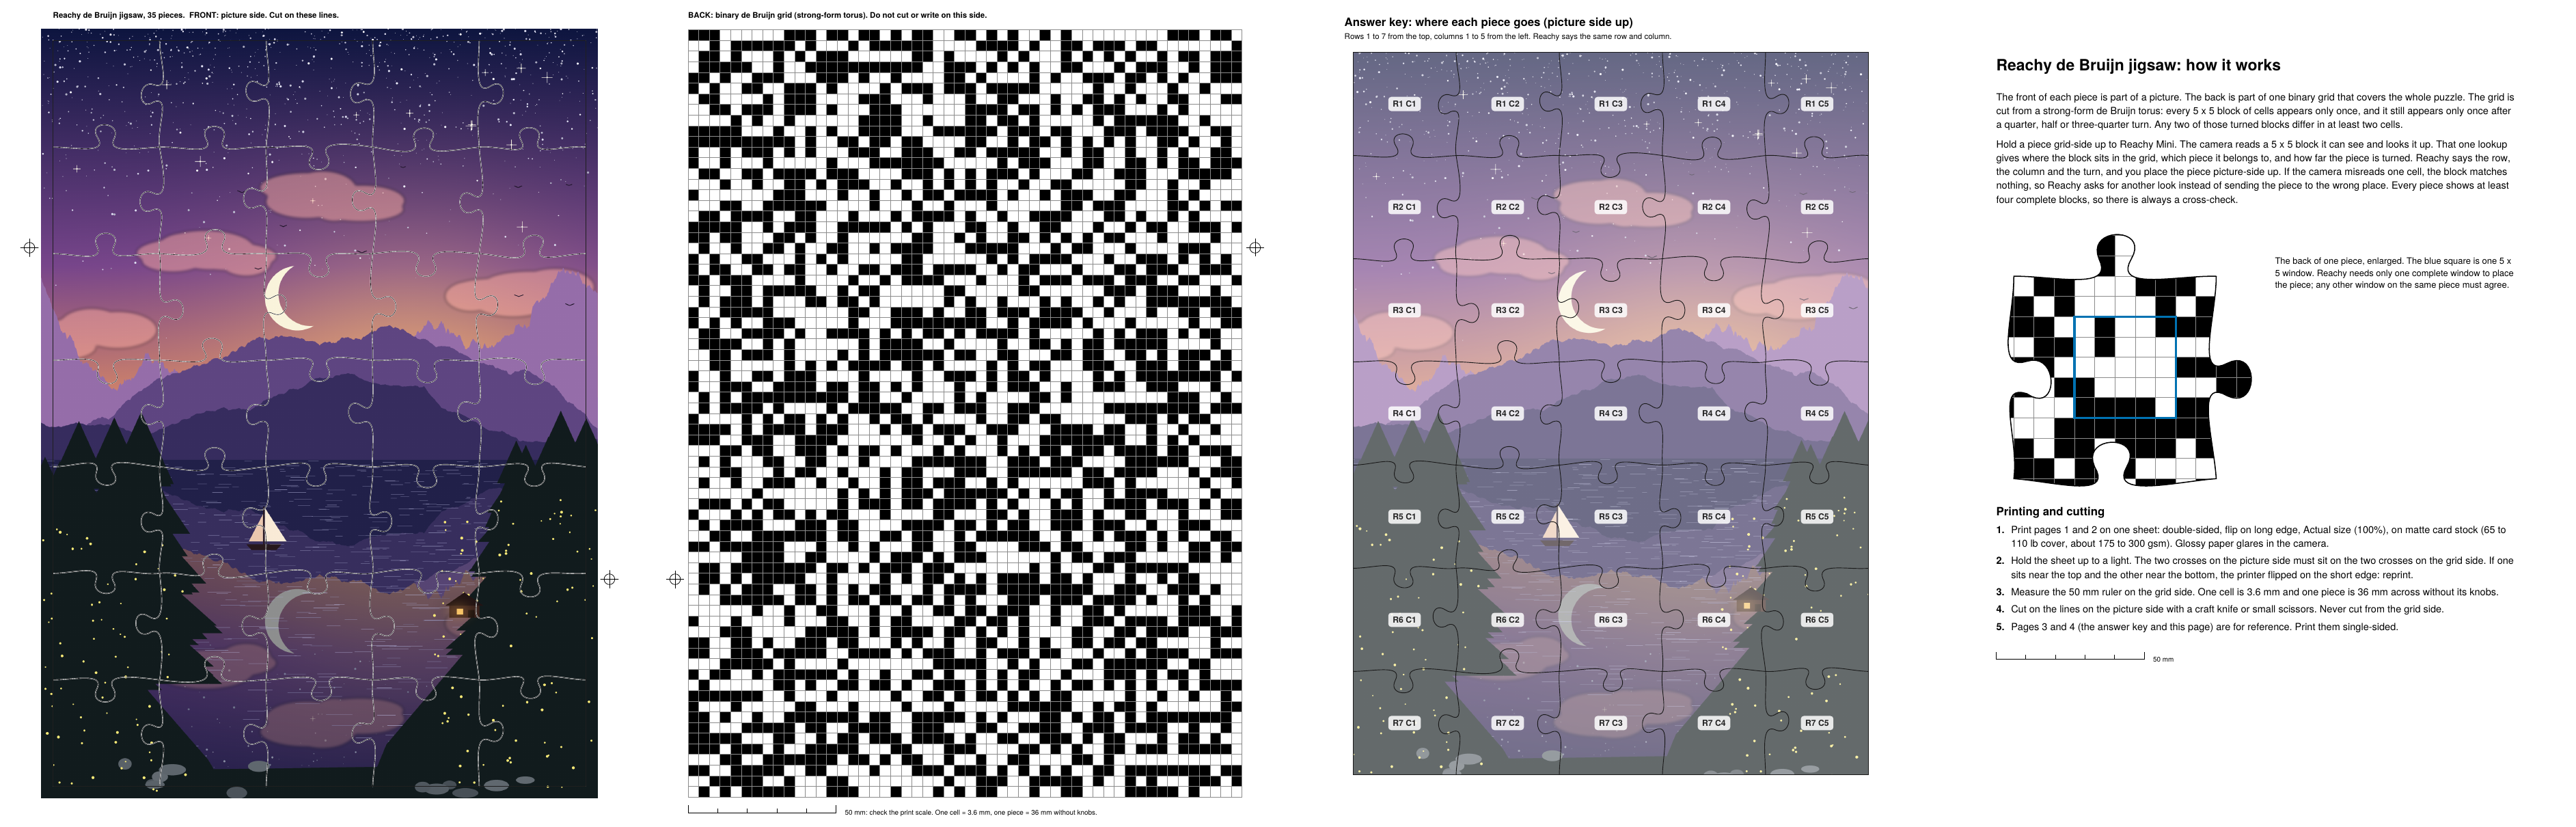 Reachy de Bruijn jigsaw, 35 pieces. FRONT: picture side. Cut on these lines.
BACK: binary de Bruijn grid (strong-form torus). Do not cut or write on this side.
50 mm: check the print scale. One cell = 3.6 mm, one piece = 36 mm without knobs.
Answer key: where each piece goes (picture side up)
Rows 1 to 7 from the top, columns 1 to 5 from the left. Reachy says the same row and column.
R1 C1 R1 C2 R1 C3 R1 C4 R1 C5
R2 C1 R2 C2 R2 C3 R2 C4 R2 C5
R3 C1 R3 C2 R3 C3 R3 C4 R3 C5
R4 C1 R4 C2 R4 C3 R4 C4 R4 C5
R5 C1 R5 C2 R5 C3 R5 C4 R5 C5
R6 C1 R6 C2 R6 C3 R6 C4 R6 C5
R7 C1 R7 C2 R7 C3 R7 C4 R7 C5
Reachy de Bruijn jigsaw: how it works
The front of each piece is part of a picture. The back is part of one binary grid that covers the whole puzzle. The grid is
cut from a strong-form de Bruijn torus: every 5 x 5 block of cells appears only once, and it still appears only once after
a quarter, half or three-quarter turn. Any two of those turned blocks differ in at least two cells.
Hold a piece grid-side up to Reachy Mini. The camera reads a 5 x 5 block it can see and looks it up. That one lookup
gives where the block sits in the grid, which piece it belongs to, and how far the piece is turned. Reachy says the row,
the column and the turn, and you place the piece picture-side up. If the camera misreads one cell, the block matches
nothing, so Reachy asks for another look instead of sending the piece to the wrong place. Every piece shows at least
four complete blocks, so there is always a cross-check.
The back of one piece, enlarged. The blue square is one 5 x
5 window. Reachy needs only one complete window to place
the piece; any other window on the same piece must agree.
Printing and cutting
1. Print pages 1 and 2 on one sheet: double-sided, flip on long edge, Actual size (100%), on matte card stock (65 to
110 lb cover, about 175 to 300 gsm). Glossy paper glares in the camera.
2. Hold the sheet up to a light. The two crosses on the picture side must sit on the two crosses on the grid side. If one
sits near the top and the other near the bottom, the printer flipped on the short edge: reprint.
3. Measure the 50 mm ruler on the grid side. One cell is 3.6 mm and one piece is 36 mm across without its knobs.
4. Cut on the lines on the picture side with a craft knife or small scissors. Never cut from the grid side.
5. Pages 3 and 4 (the answer key and this page) are for reference. Print them single-sided.
50 mm